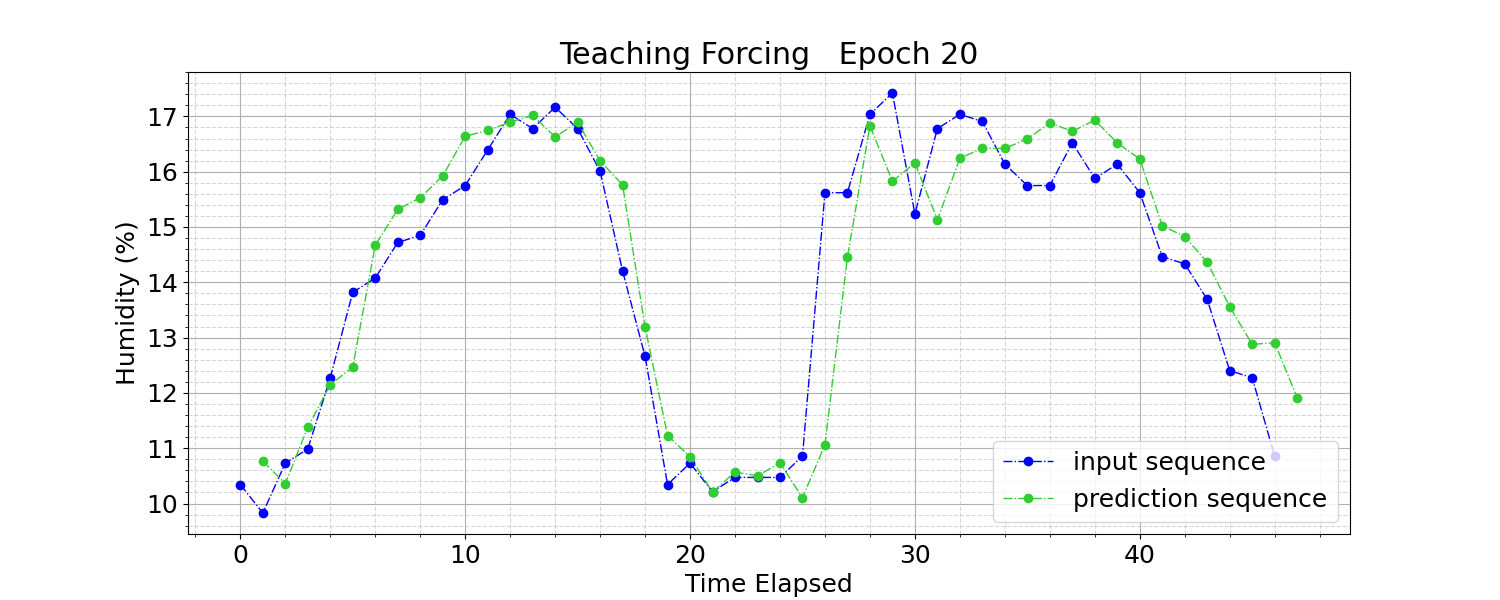 Teaching Forcing   Epoch 20
Humidity (%)
17
16
15
14
13
12
11
10
input sequence
prediction sequence
0 10 20 30 40
Time Elapsed